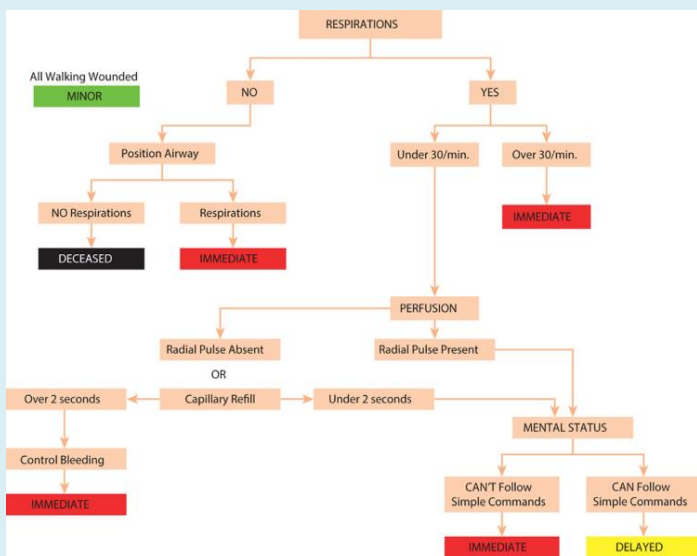 RESPIRATIONS
All Walking Wounded
MINOR
NO
YES
Position Airway
Under 30/min.
Over 30/min.
NO Respirations
Respirations
IMMEDIATE
DECEASED
IMMEDIATE
PERFUSION
Radial Pulse Absent
Radial Pulse Present
OR
Over 2 seconds
Capillary Refill
Under 2 seconds
MENTAL STATUS
Control Bleeding
CAN'T Follow
Simple Commands
CAN Follow
Simple Commands
IMMEDIATE
IMMEDIATE
DELAYED